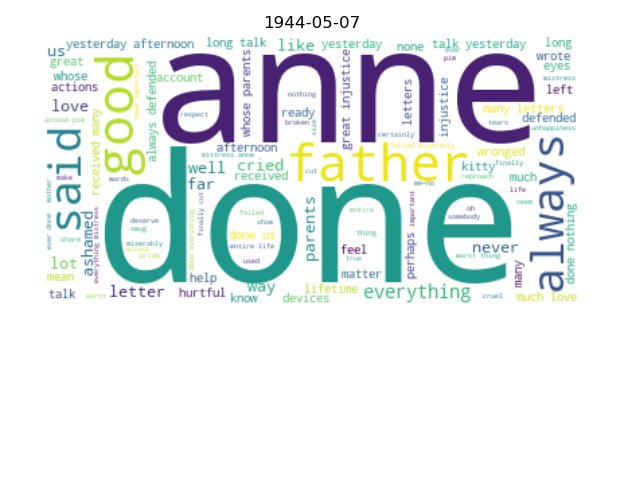 1944-05-07
yesterday afternoon long talk like yesterday none talk yesterday long
us great whose actions love accuse pim
said received many good always defended account
anne
respect nothing broken whose parents size great injustice ready letters injustice certainly tears
pim wrote eyes mistress left many letters defended unhappiness
afternoon mistress anne well cried received far
father
cut failed miserably wronged finally kitty reproach much
done
words make mother ever done share ashamed everything mistress
deserve smug miserably pride done everything finally cut
failed show done us entire life used
parents entire thing feel true matter perhaps important
me—no oh somebody never worst thing life seem many
always done nothing
lot mean talk worst letter hurtful help know way devices lifetime everything cruel much love